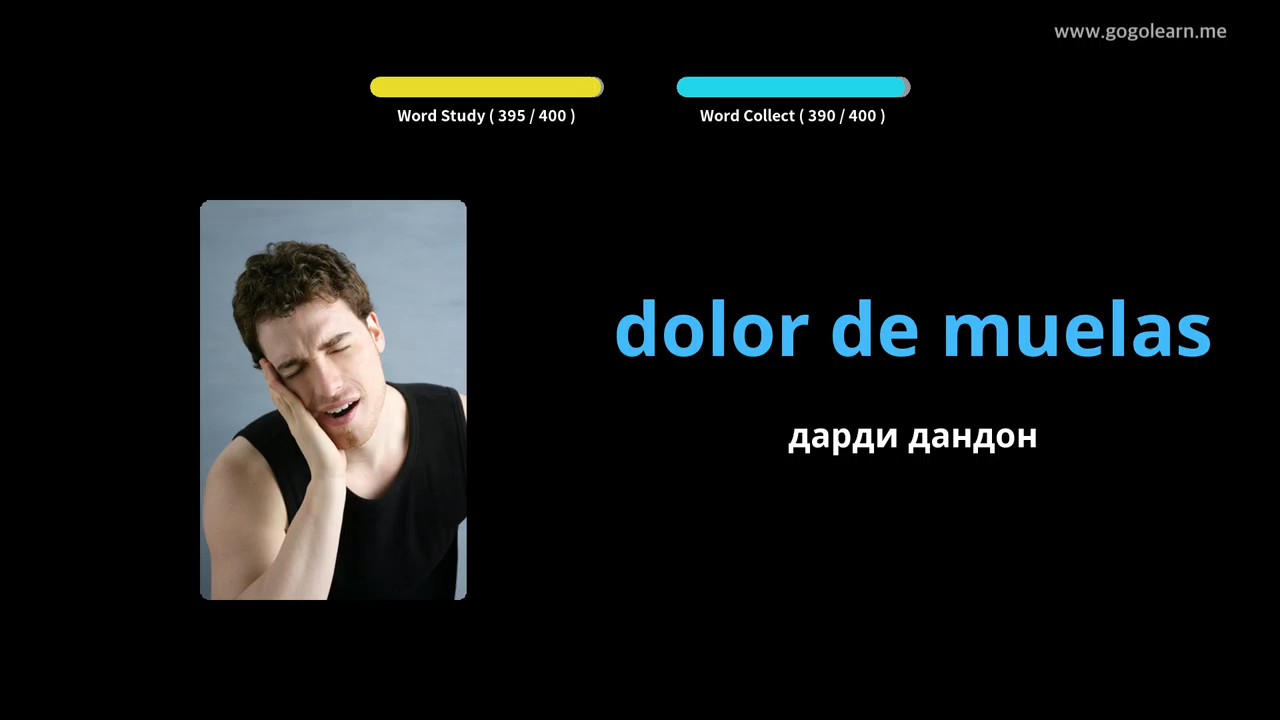 www.gogolearn.me
Word Study ( 395 / 400 )
Word Collect ( 390 / 400 )
dolor de muelas
дарди дандон